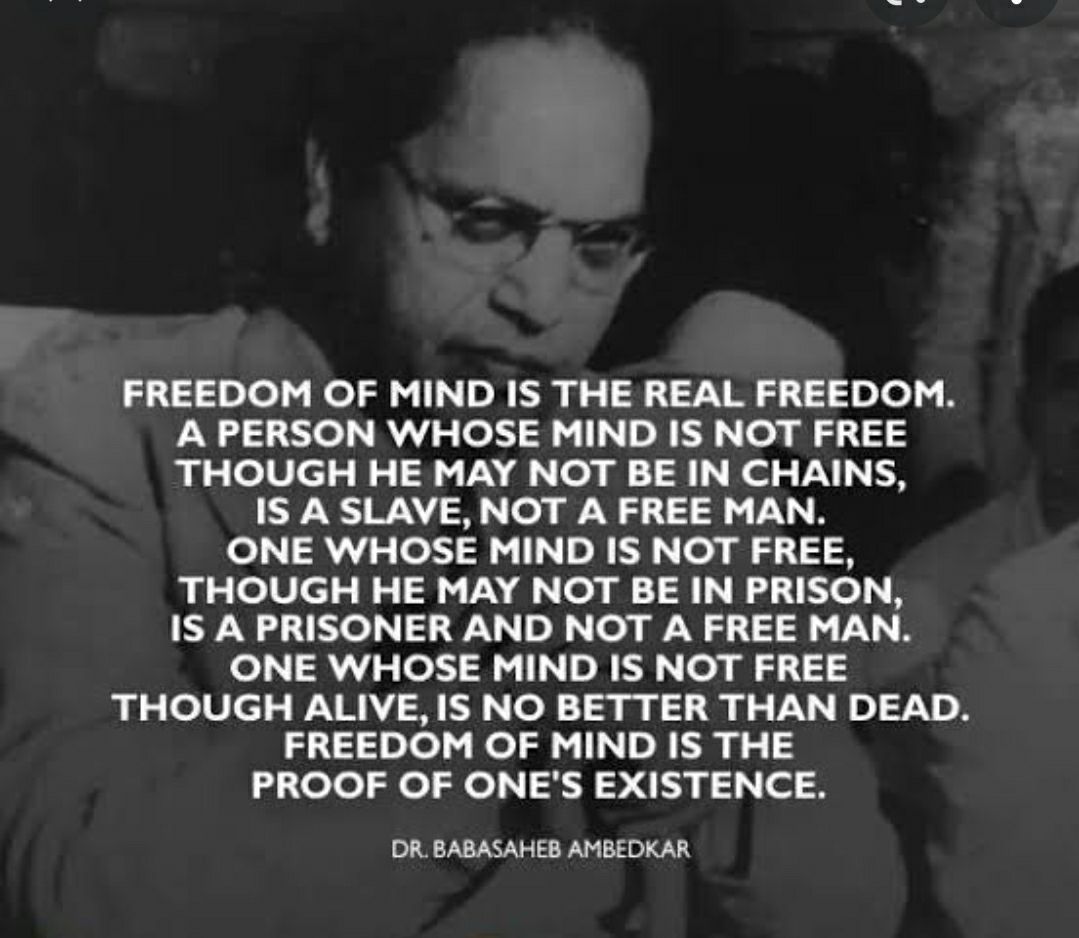 FREEDOM OF MIND IS THE REAL FREEDOM.
A PERSON WHOSE MIND IS NOT FREE
THOUGH HE MAY NOT BE IN CHAINS,
IS A SLAVE, NOT A FREE MAN.
ONE WHOSE MIND IS NOT FREE,
THOUGH HE MAY NOT BE IN PRISON,
IS A PRISONER AND NOT A FREE MAN.
ONE WHOSE MIND IS NOT FREE
THOUGH ALIVE, IS NO BETTER THAN DEAD.
FREEDOM OF MIND IS THE
PROOF OF ONE'S EXISTENCE.
DR. BABASAHEB AMBEDKAR